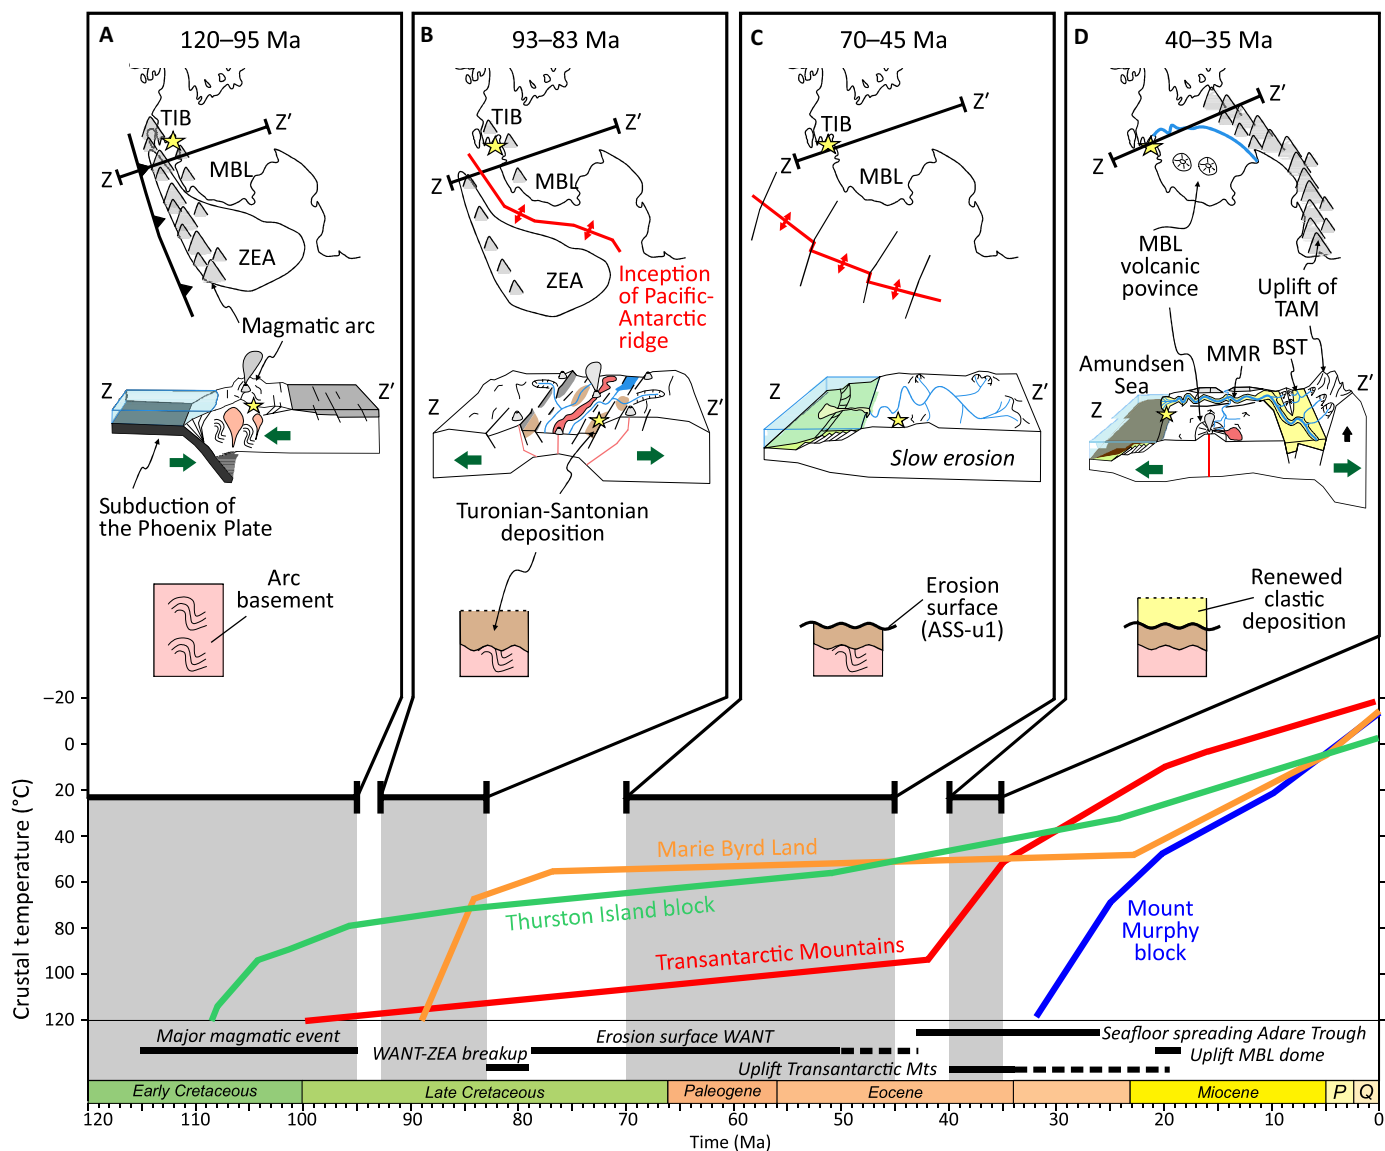 A
120–95 Ma
TIB
Z'
Z
MBL
ZEA
Magmatic arc
Z
Z'
Subduction of
the Phoenix Plate
Arc
basement
B
93–83 Ma
TIB
Z'
Z
MBL
ZEA
Inception
of Pacific-
Antarctic
ridge
Z
Z'
Turonian-Santonian
deposition
C
70–45 Ma
TIB
Z'
Z
MBL
Z
Z'
Slow erosion
Erosion
surface
(ASS-u1)
D
40–35 Ma
Z'
Z
MBL
volcanic
povince
Uplift of
TAM
Amundsen
Sea
MMR
BST
Z
Z'
Renewed
clastic
deposition
Crustal temperature (°C)
–20
0
20
40
60
80
100
120
Marie Byrd Land
Thurston Island block
Transantarctic Mountains
Mount
Murphy
block
Major magmatic event
WANT-ZEA breakup
Erosion surface WANT
Seafloor spreading Adare Trough
Uplift MBL dome
Uplift Transantarctic Mts
Early Cretaceous
Late Cretaceous
Paleogene
Eocene
Miocene
P
Q
120
110
100
90
80
70
60
50
40
30
20
10
0
Time (Ma)